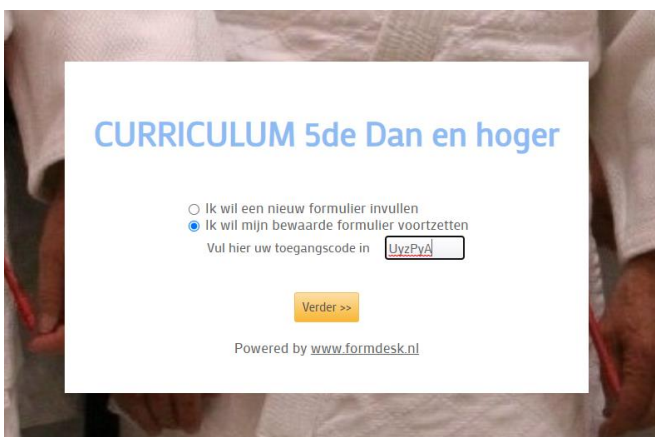 CURRICULUM 5de Dan en hoger
Ik wil een nieuw formulier invullen
Ik wil mijn bewaarde formulier voortzetten
Vul hier uw toegangscode in UyzPyA
Verder >>
Powered by www.formdesk.nl